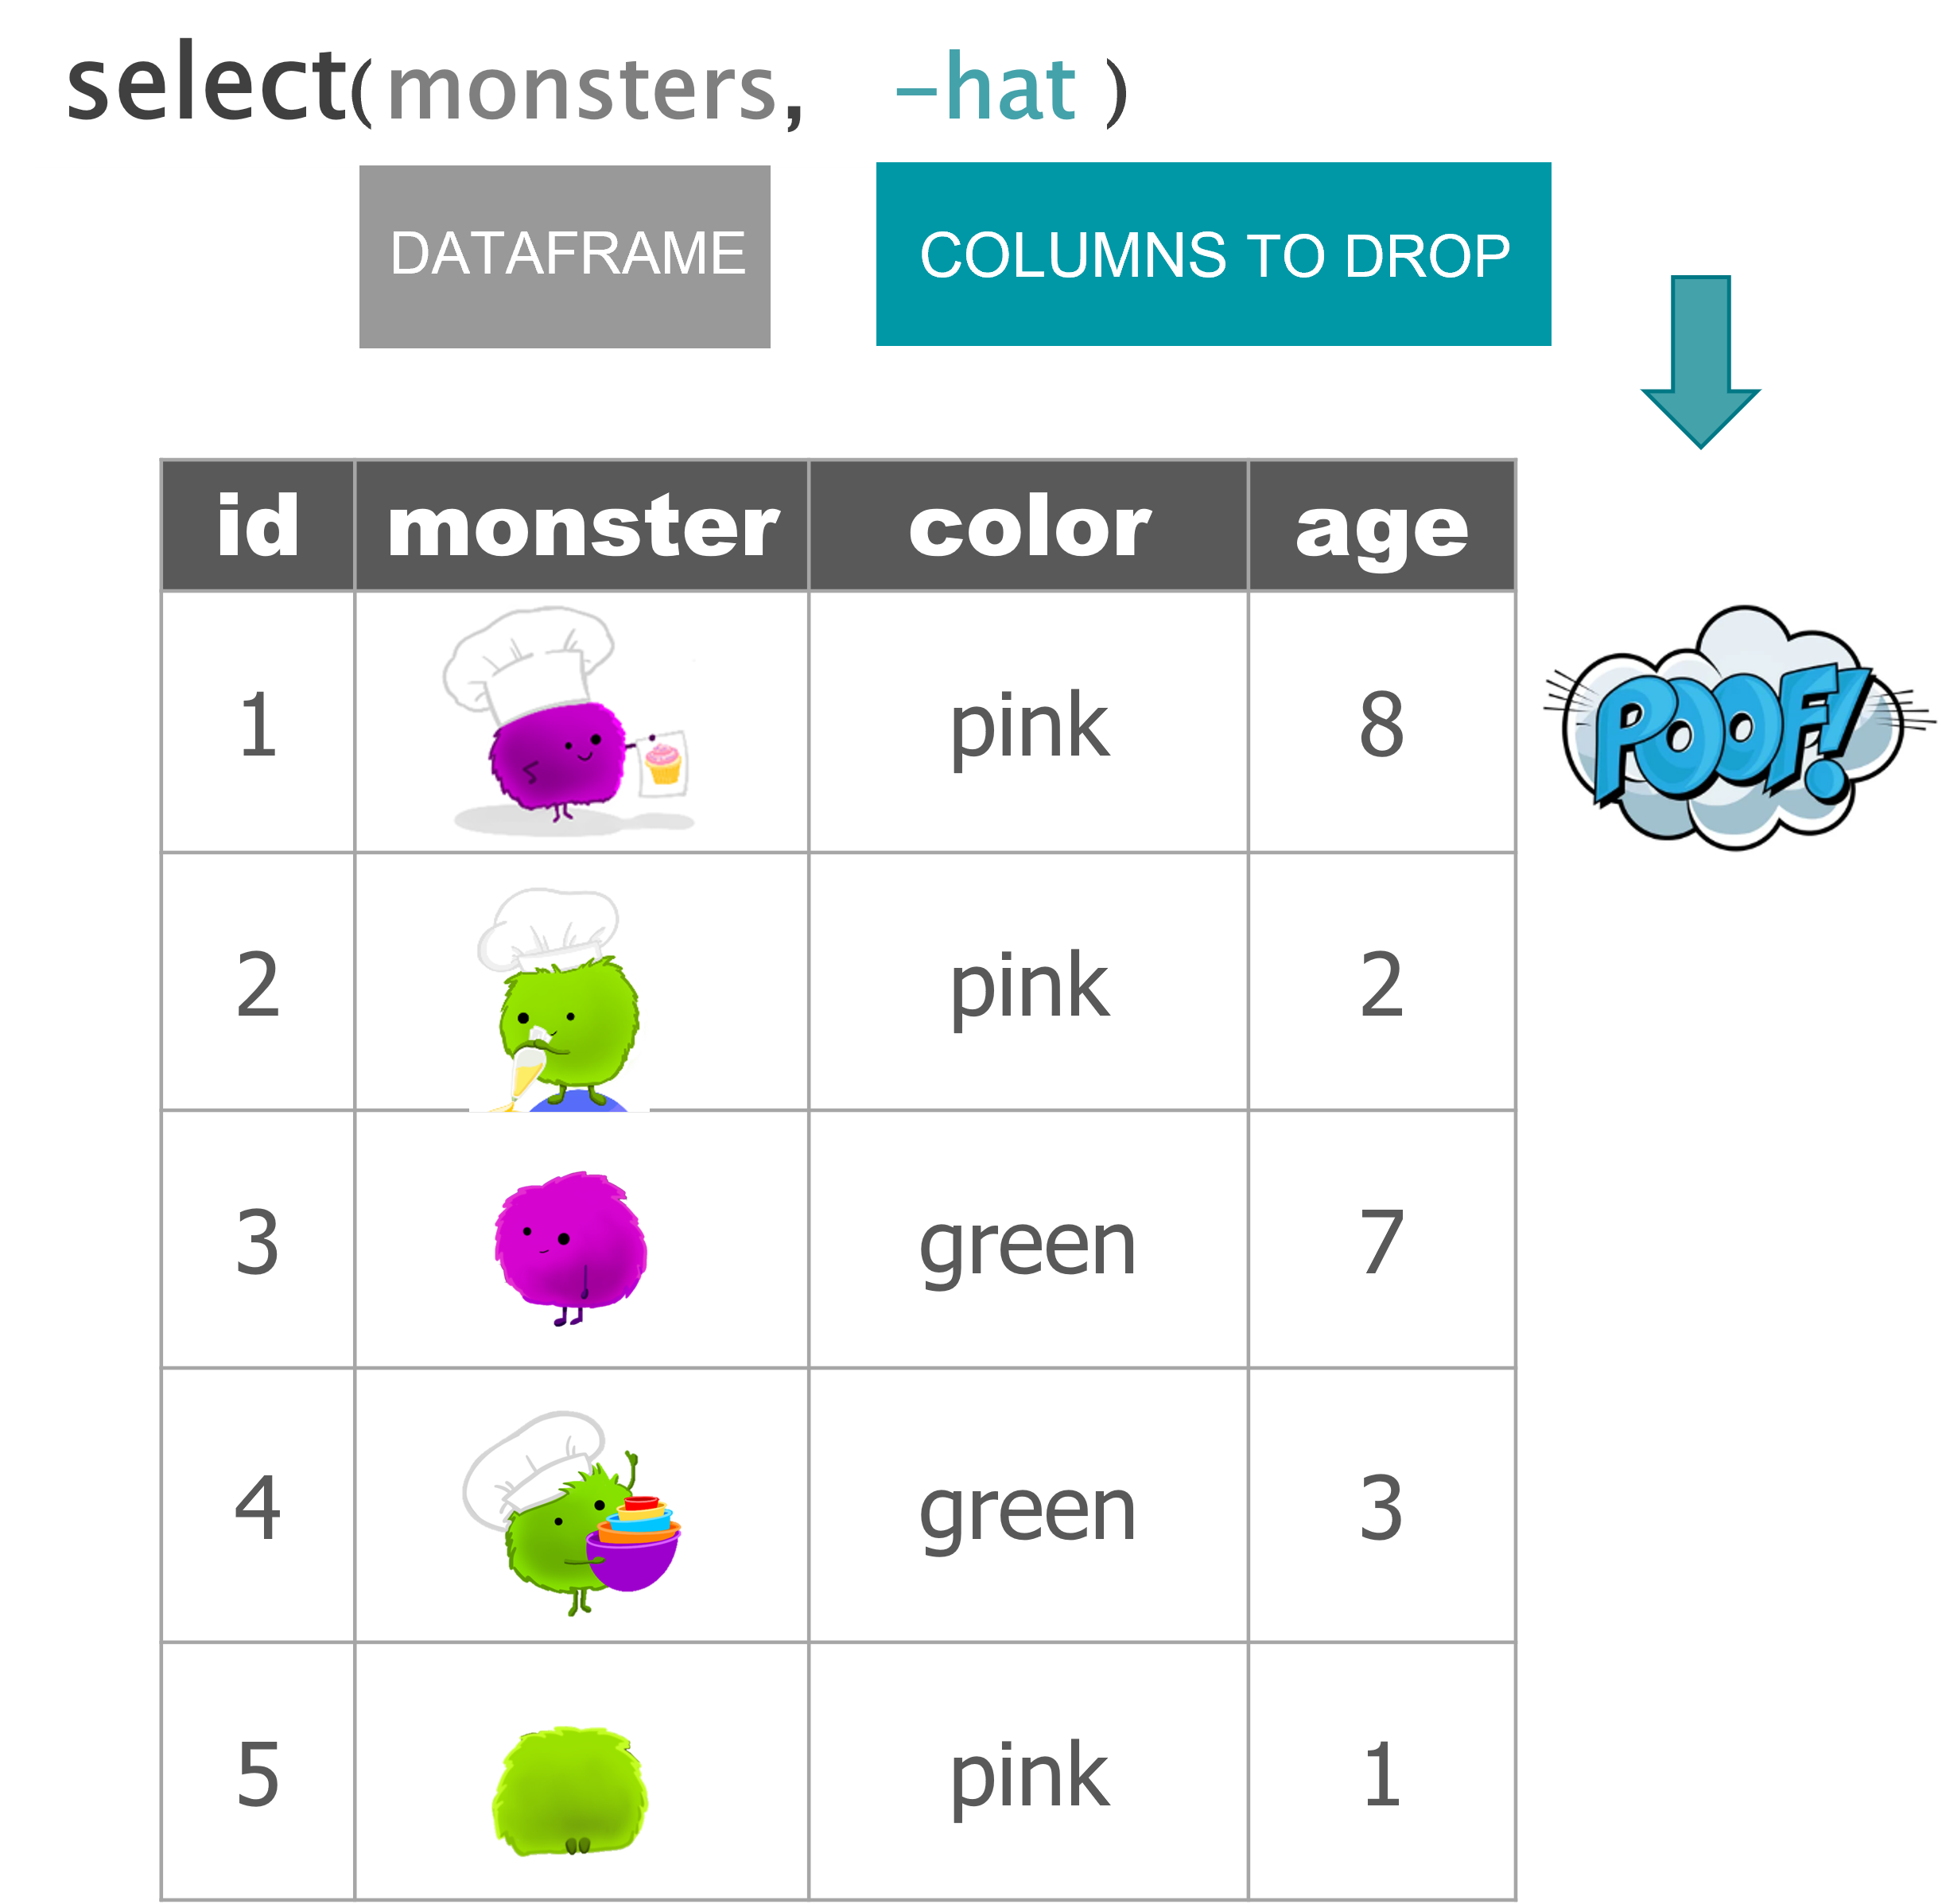 select(monsters, -hat )
DATAFRAME
COLUMNS TO DROP
id monster color age
1 pink 8
POOF!
2 pink 2
3 green 7
4 green 3
5 pink 1